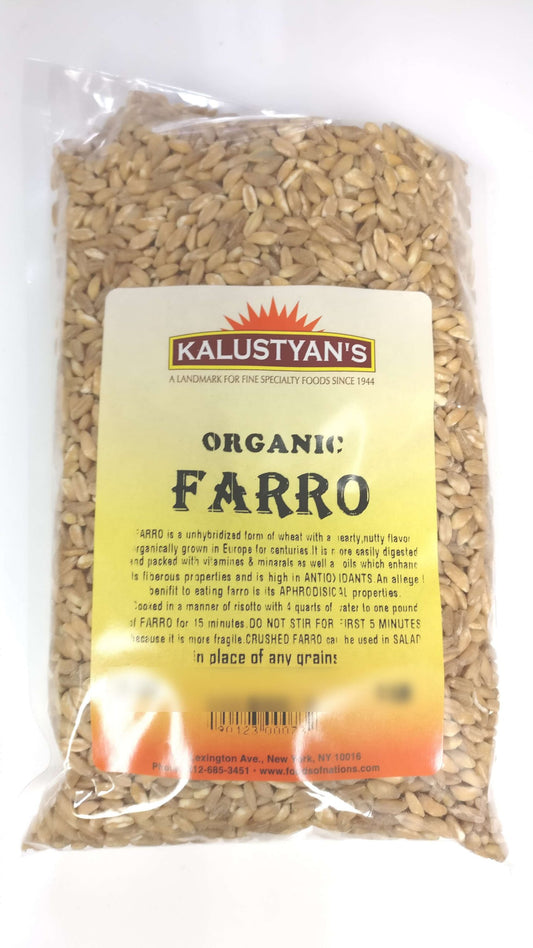 KALUSTYAN'S
A LANDMARK FOR FINE SPECIALTY FOODS SINCE 1944
ORGANIC
FARRO
FARRO is a unhybridized form of wheat with a hearty,nutty flavor
organically grown in Europe for centuries.It is more easily digested
and packed with vitamines & minarals as well a oils which enhanc
its fiberous properties and is high in ANTIOXIDANTS.An alleged
benifit to eating farro is its APHRODISICAL properties.
Cooked in a manner of risotto with 4 quarts of water to one pound
of FARRO for 15 minutes.DO NOT STIR FOR FIRST 5 MINUTES
because it is more fragile.CRUSHED FARRO can be used in SALAD
in place of any grains
90123 00073
Lexington Ave., New York, NY 10016
212-685-3451 • www.foodsofnations.com